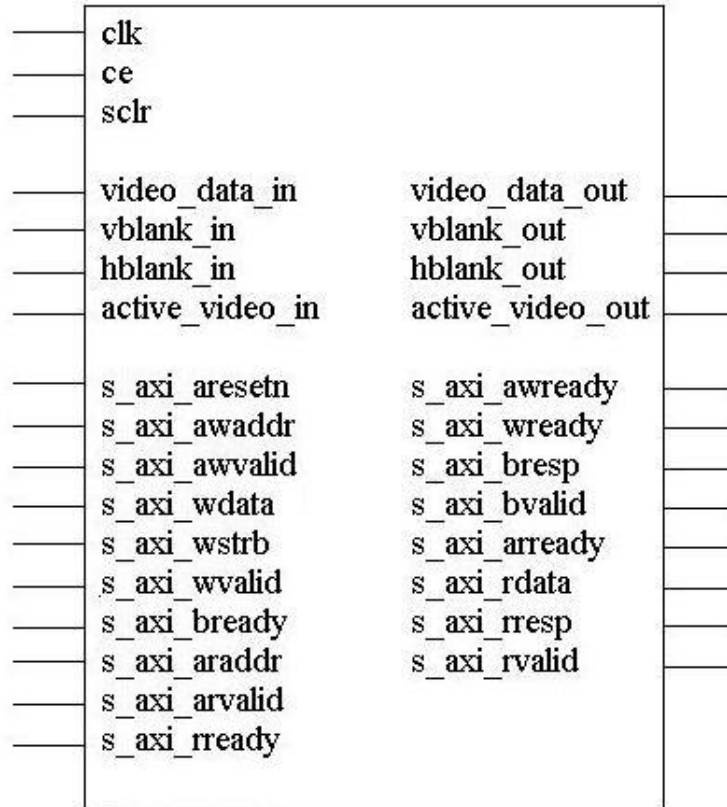 clk
ce
sclr
video_data_in video_data_out
vblank_in vblank_out
hblank_in hblank_out
active_video_in active_video_out
s_axi_aresetn s_axi_awready
s_axi_awaddr s_axi_wready
s_axi_awvalid s_axi_bresp
s_axi_wdata s_axi_bvalid
s_axi_wstrb s_axi_arready
s_axi_wvalid s_axi_rdata
s_axi_bready s_axi_rresp
s_axi_araddr s_axi_rvalid
s_axi_arvalid
s_axi_rready